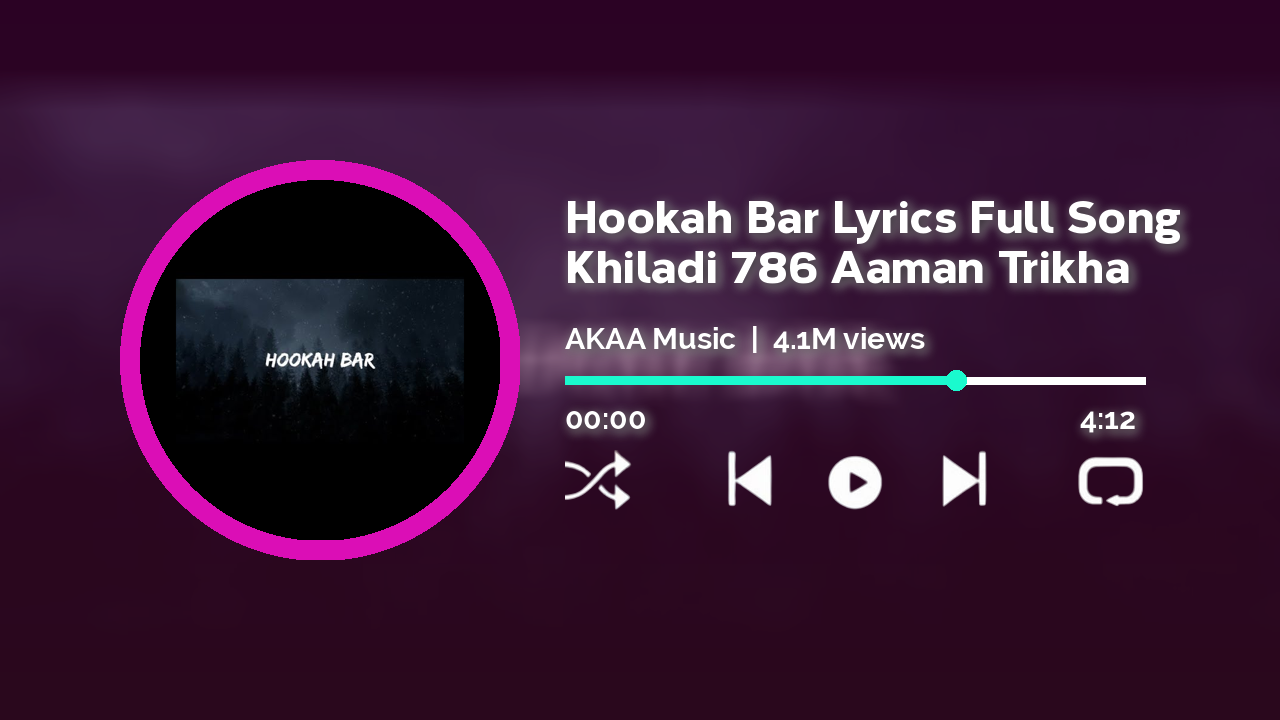 HOOKAH BAR
Hookah Bar Lyrics Full Song
Khiladi 786 Aaman Trikha
AKAA Music | 4.1M views
00:00
4:12